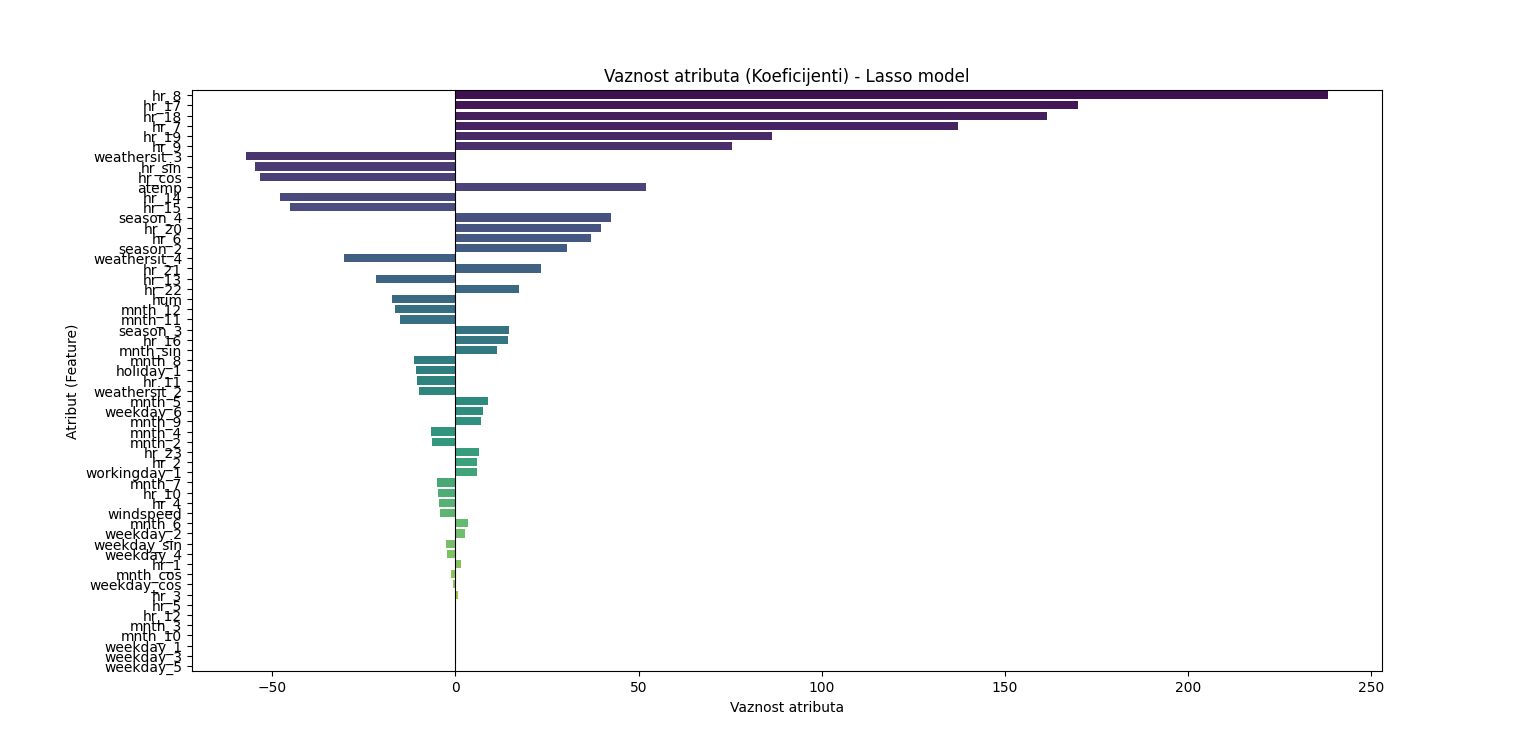 Vaznost atributa (Koeficijenti) - Lasso model
hr_8
hr_17
hr_18
hr_7
hr_19
hr_9
weathersit_3
hr_sin
hr_cos
atemp
hr_14
hr_15
season_4
hr_20
hr_6
season_2
weathersit_4
hr_21
hr_13
hr_22
hum
mnth_12
mnth_11
season_3
hr_16
mnth_sin
mnth_8
holiday_1
hr_11
weathersit_2
mnth_5
weekday_6
mnth_9
mnth_4
mnth_2
hr_23
hr_2
workingday_1
mnth_7
hr_10
hr_4
windspeed
mnth_6
weekday_2
weekday_sin
weekday_4
hr_1
mnth_cos
weekday_cos
hr_3
hr_5
hr_12
mnth_3
mnth_10
weekday_1
weekday_3
weekday_5
Atribut (Feature)
−50 0 50 100 150 200 250
Vaznost atributa